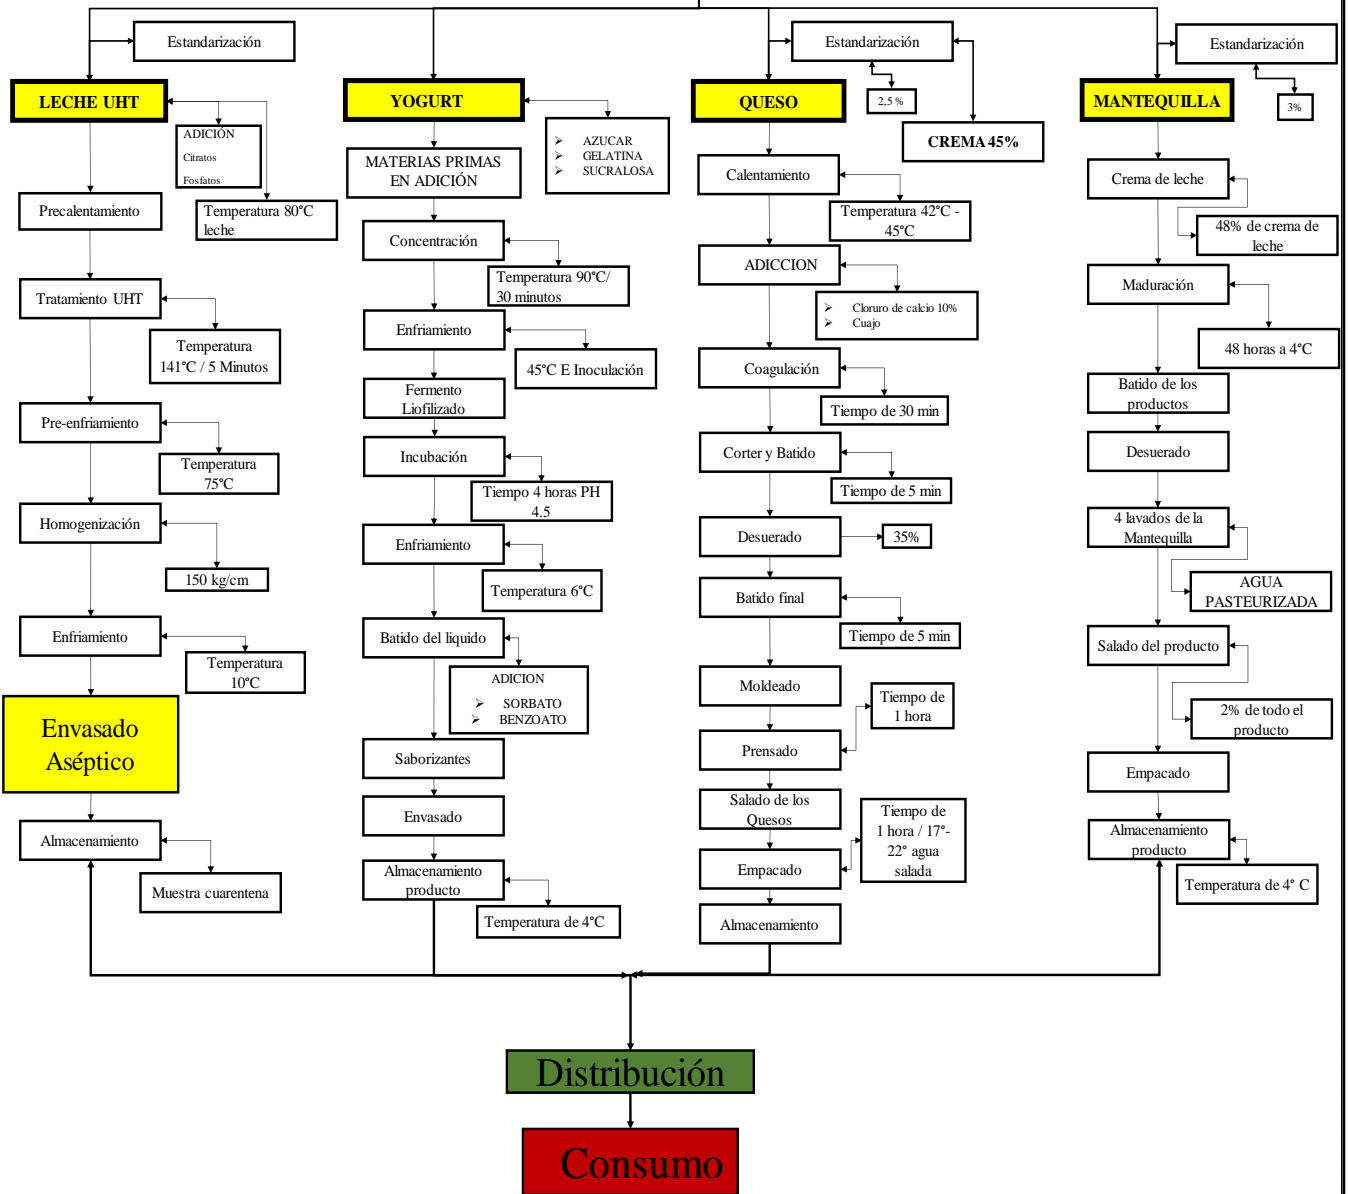 Estandarización
LECHE UHT
ADICIÓN
Citratos
Fosfatos
Temperatura 80°C
leche
Precalentamiento
Tratamiento UHT
Temperatura
141°C / 5 Minutos
Pre-enfriamiento
Temperatura
75°C
Homogenización
150 kg/cm
Enfriamiento
Temperatura
10°C
Envasado
Aséptico
Almacenamiento
Muestra cuarentena
YOGURT
AZUCAR
GELATINA
SUCRALOSA
MATERIAS PRIMAS
EN ADICIÓN
Concentración
Temperatura 90°C/
30 minutos
Enfriamiento
45°C E Inoculación
Fermento
Liofilizado
Incubación
Tiempo 4 horas PH
4.5
Enfriamiento
Temperatura 6°C
Batido del liquido
ADICION
SORBATO
BENZOATO
Saborizantes
Envasado
Almacenamiento
producto
Temperatura de 4°C
Estandarización
2,5 %
CREMA 45%
QUESO
Calentamiento
Temperatura 42°C -
45°C
ADICCION
Cloruro de calcio 10%
Cuajo
Coagulación
Tiempo de 30 min
Corter y Batido
Tiempo de 5 min
Desuerado
35%
Batido final
Tiempo de 5 min
Moldeado
Tiempo de
1 hora
Prensado
Salado de los
Quesos
Tiempo de
1 hora / 17°-
22° agua
salada
Empacado
Almacenamiento
Estandarización
3%
MANTEQUILLA
Crema de leche
48% de crema de
leche
Maduración
48 horas a 4°C
Batido de los
productos
Desuerado
4 lavados de la
Mantequilla
AGUA
PASTEURIZADA
Salado del producto
2% de todo el
producto
Empacado
Almacenamiento
producto
Temperatura de 4° C
Distribución
Consumo